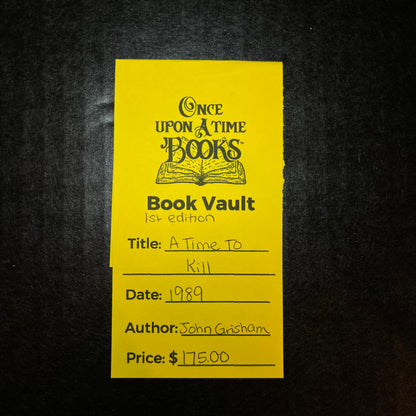 ONCE
UPON A TIME
BOOKS™
Book Vault
1st edition
Title: A Time To
Kill
Date: 1989
Author: John Grisham
Price: $ 175.00